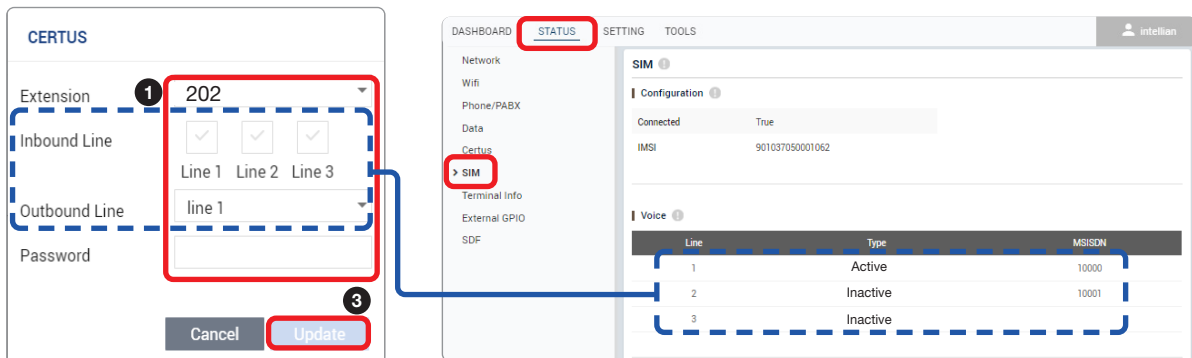 CERTUS
1
Extension
202
Inbound Line
Line 1 Line 2 Line 3
Outbound Line
line 1
Password
3
Cancel
Update
DASHBOARD STATUS SETTING TOOLS
intellian
Network
Wifi
Phone/PABX
Data
Certus
> SIM
Terminal Info
External GPIO
SDF
SIM
Configuration
Connected True
IMSI 901037050001062
Voice
Line Type MSISDN
1 Active 10000
2 Inactive 10001
3 Inactive